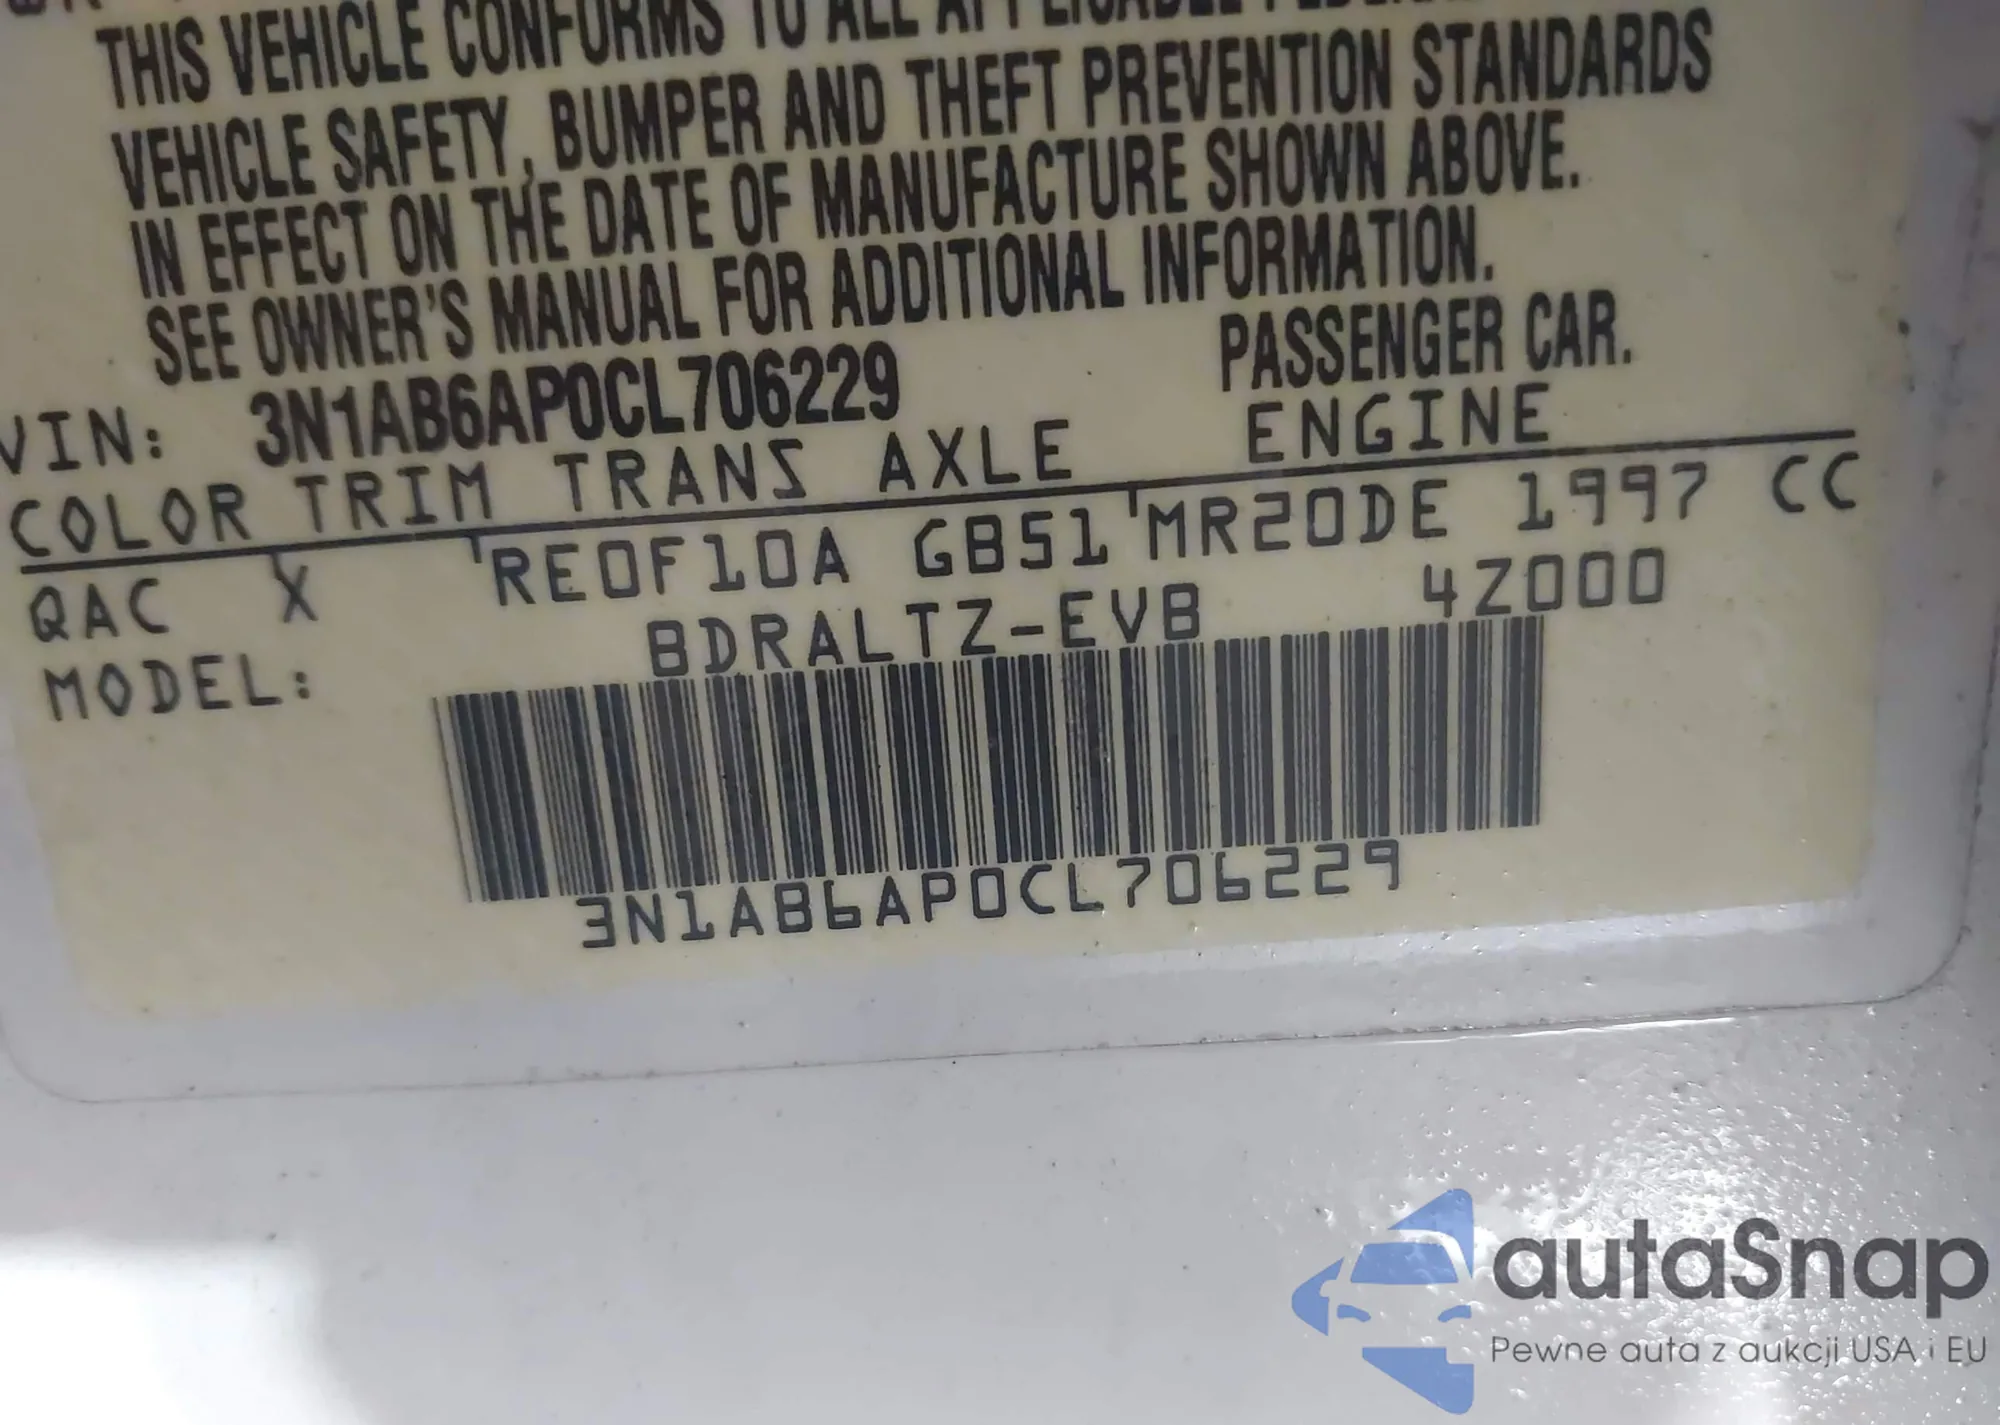 THIS VEHICLE CONFORMS TO ALL APPLICABLE FEDERAL
VEHICLE SAFETY, BUMPER AND THEFT PREVENTION STANDARDS
IN EFFECT ON THE DATE OF MANUFACTURE SHOWN ABOVE.
SEE OWNER'S MANUAL FOR ADDITIONAL INFORMATION.
VIN: 3N1AB6AP0CL706229 PASSENGER CAR.
COLOR TRIM TRANS AXLE ENGINE
QAC X RE0F10A GB51 MR20DE 1997 CC
MODEL: BDRALTZ-EVB 4Z000
3N1AB6AP0CL706229
autaSnap
Pewne auta z aukcji USA i EU